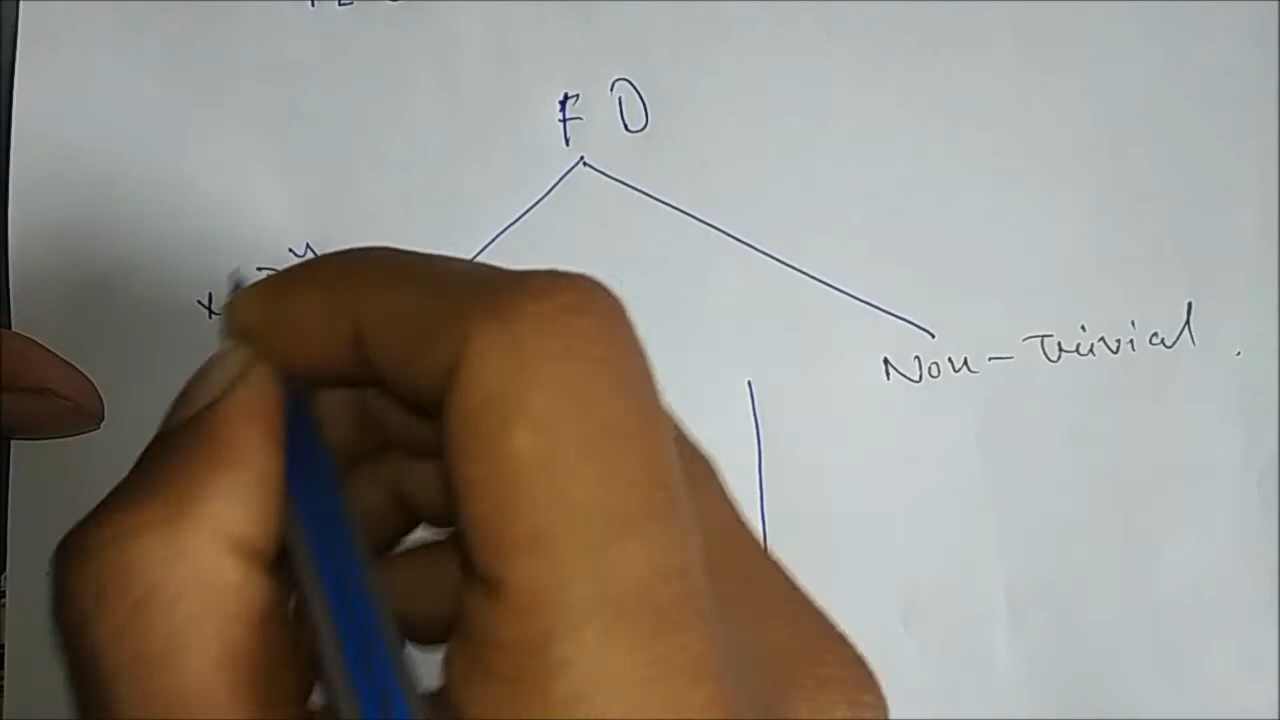 F D
x → y
Non-Trivial.